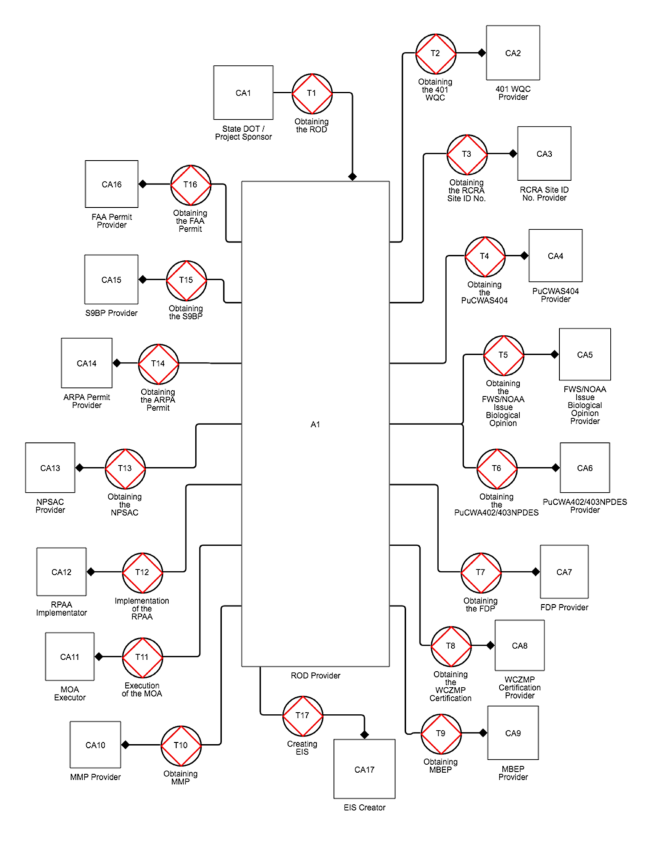 T2
CA2
Obtaining
the 401
WQC
401 WQC
Provider
CA1
T1
State DOT /
Project Sponsor
Obtaining
the ROD
T3
CA3
Obtaining
the RCRA
Site ID No.
RCRA Site ID
No. Provider
CA16
T16
FAA Permit
Provider
Obtaining
the FAA
Permit
T4
CA4
Obtaining
the
PuCWAS404
PuCWAS404
Provider
CA15
T15
S9BP Provider
Obtaining
the S9BP
CA14
T14
ARPA Permit
Provider
Obtaining
the ARPA
Permit
T5
CA5
Obtaining
the
FWS/NOAA
Issue
Biological
Opinion
FWS/NOAA
Issue
Biological
Opinion
Provider
A1
CA13
T13
NPSAC
Provider
Obtaining
the
NPSAC
T6
CA6
Obtaining
the
PuCWA402/403NPDES
PuCWA402/403NPDES
Provider
CA12
T12
RPAA
Implementator
Implementation
of the
RPAA
T7
CA7
Obtaining
the FDP
FDP Provider
CA11
T11
MOA
Executor
Execution
of the MOA
T8
CA8
Obtaining
the
WCZMP
Certification
WCZMP
Certification
Provider
ROD Provider
T17
Creating
EIS
CA17
EIS Creator
CA10
T10
MMP Provider
Obtaining
MMP
T9
CA9
Obtaining
MBEP
MBEP
Provider